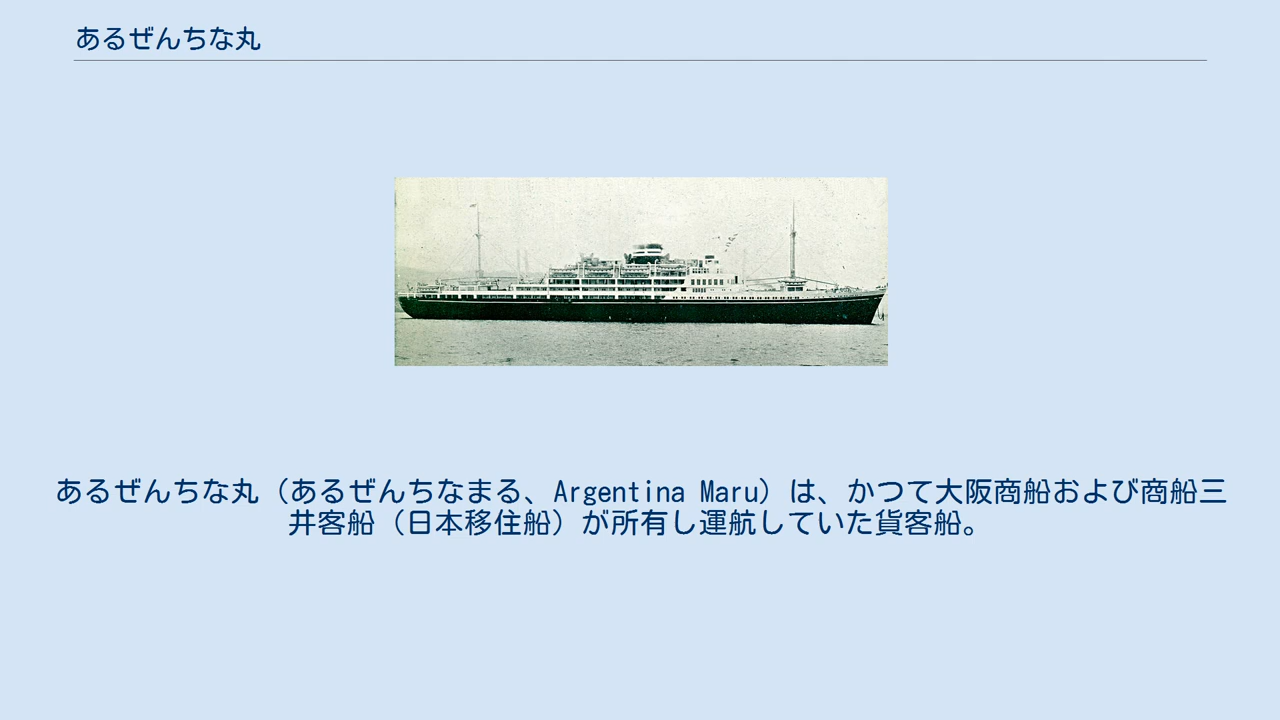 あるぜんちな丸
あるぜんちな丸（あるぜんちなまる、Argentina Maru）は、かつて大阪商船および商船三
井客船（日本移住船）が所有し運航していた貨客船。